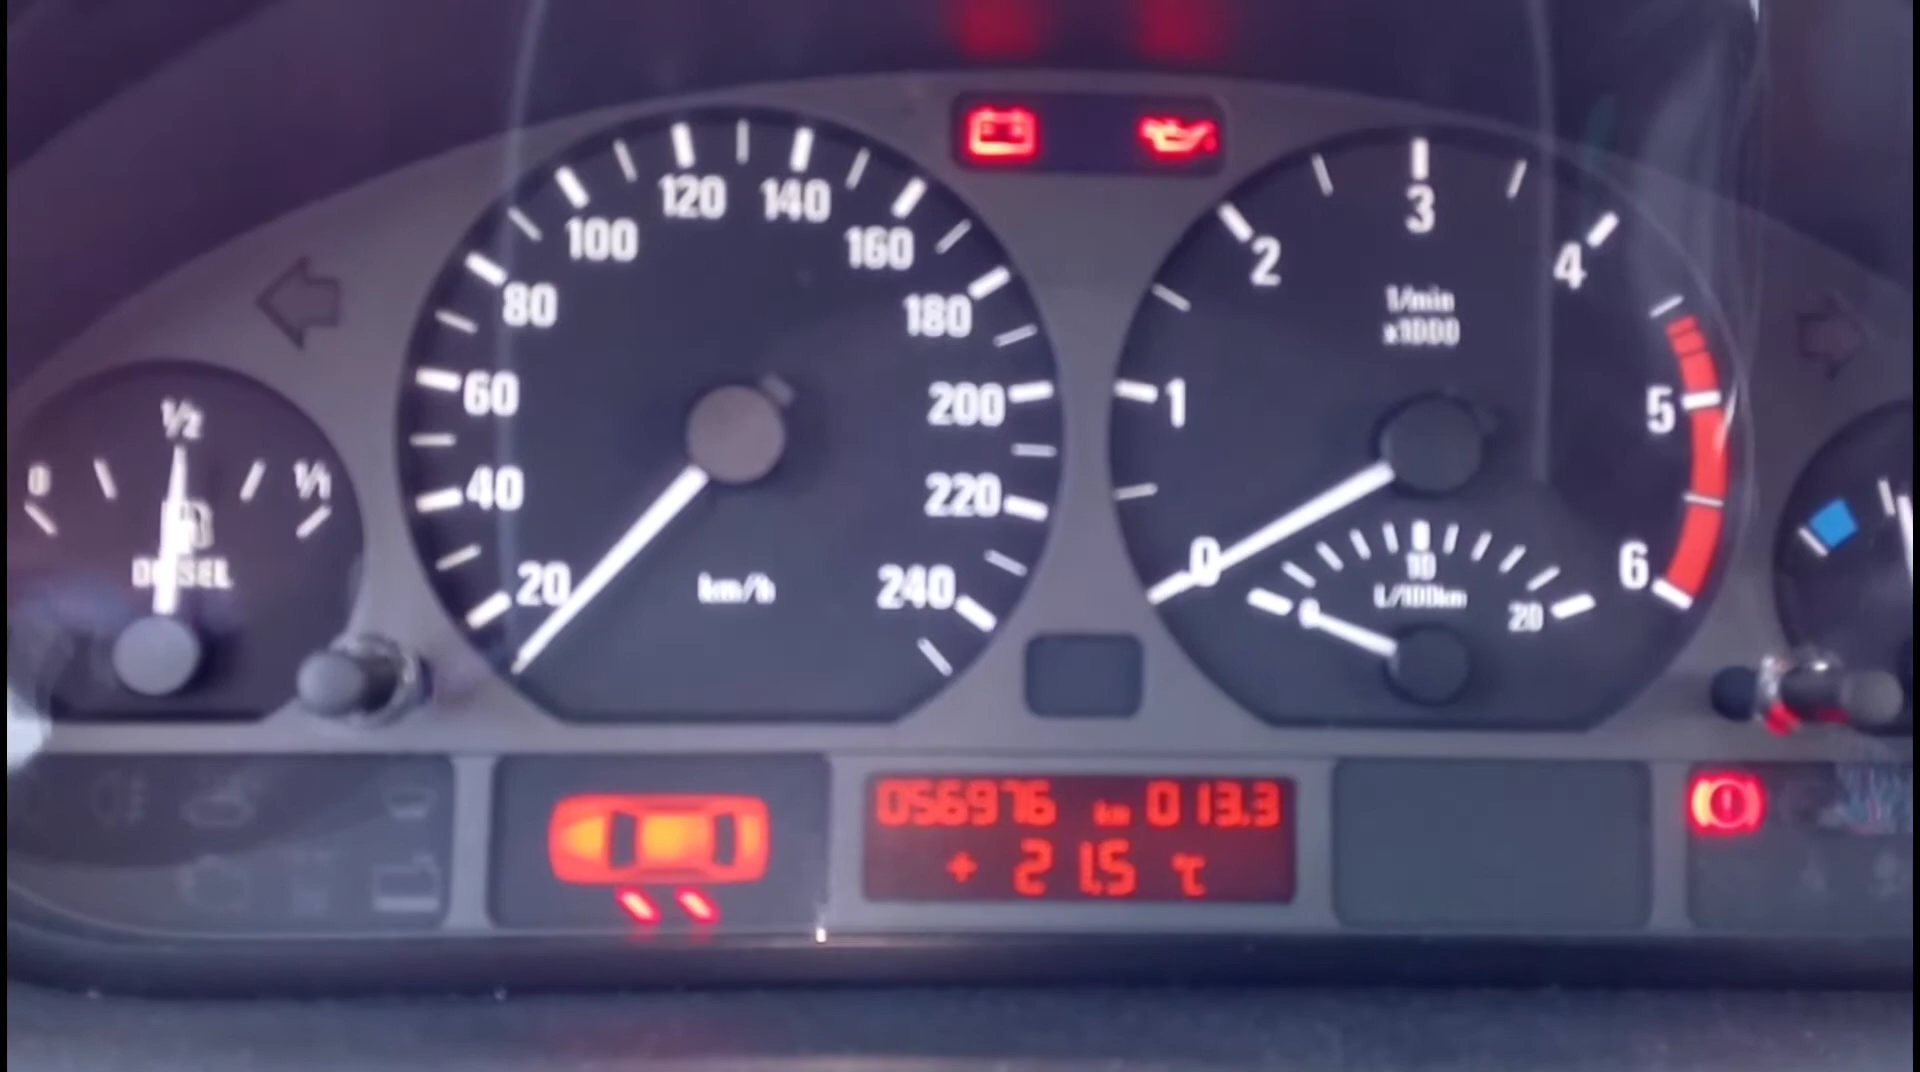 0 1/2 1/1
DIESEL
20 40 60 80 100 120 140 160 180 200 220 240
km/h
0 1 2 3 4 5 6
1/min
x1000
0 10 20
L/100km
056976 km 013.3
+ 21.5 °C